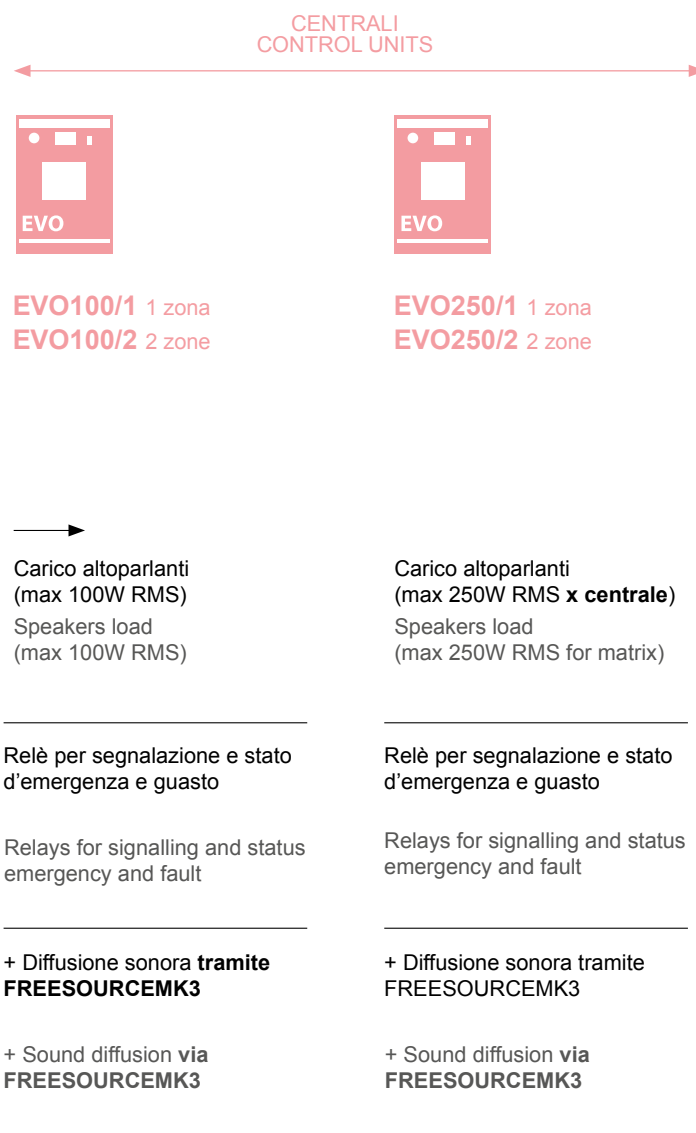 CENTRALI
CONTROL UNITS
EVO
EVO
EVO100/1 1 zona
EVO100/2 2 zone
EVO250/1 1 zona
EVO250/2 2 zone
Carico altoparlanti
(max 100W RMS)
Speakers load
(max 100W RMS)
Carico altoparlanti
(max 250W RMS x centrale)
Speakers load
(max 250W RMS for matrix)
Relè per segnalazione e stato
d’emergenza e guasto
Relays for signalling and status
emergency and fault
Relè per segnalazione e stato
d’emergenza e guasto
Relays for signalling and status
emergency and fault
+ Diffusione sonora tramite
FREESOURCEMK3
+ Sound diffusion via
FREESOURCEMK3
+ Diffusione sonora tramite
FREESOURCEMK3
+ Sound diffusion via
FREESOURCEMK3